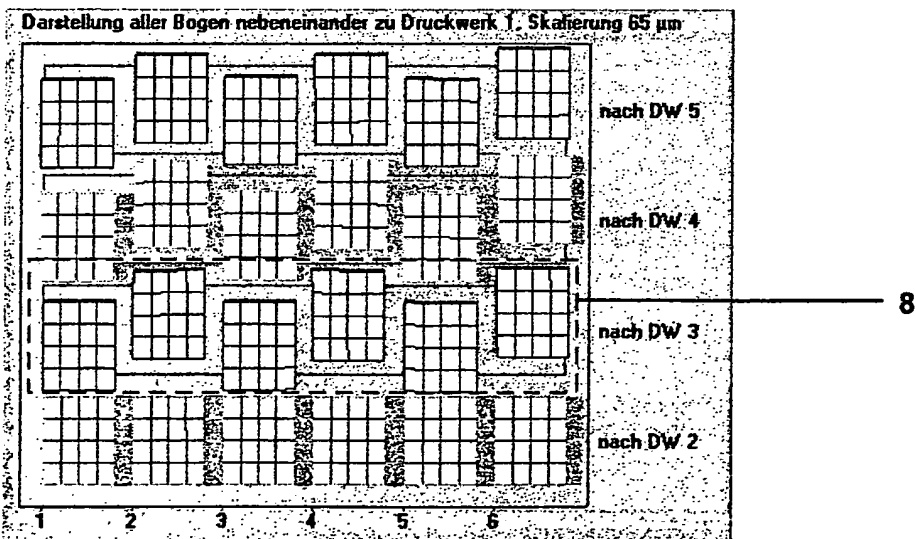 Darstellung aller Bogen nebeneinander zu Druckwerk 1, Skalierung 65 µm
nach DW 5
nach DW 4
8
nach DW 3
nach DW 2
1 2 3 4 5 6